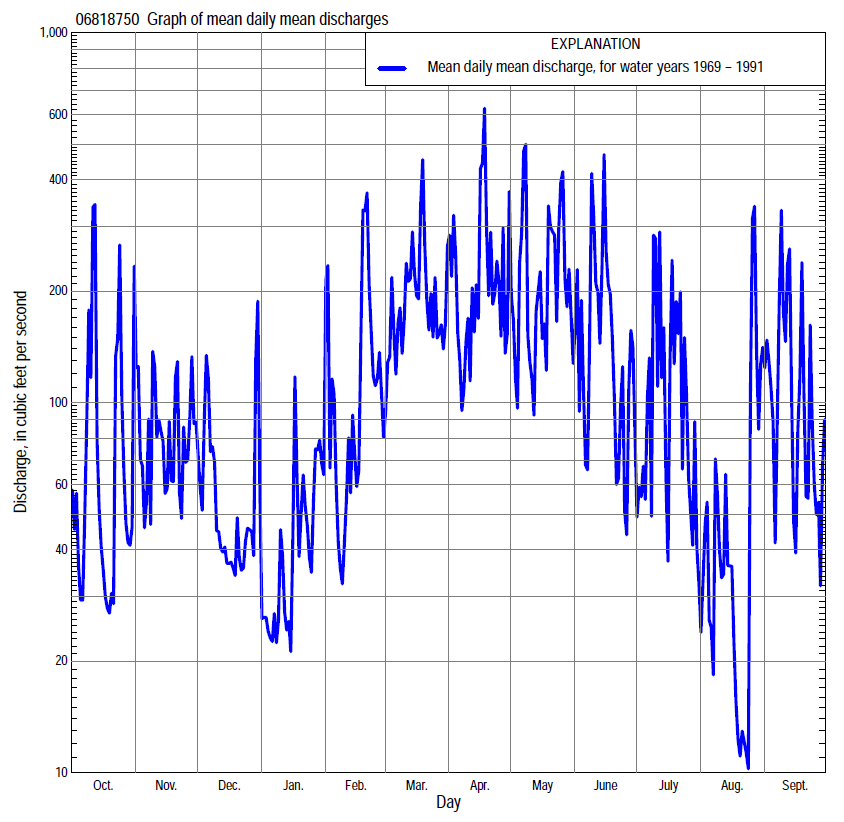 06818750 Graph of mean daily mean discharges
EXPLANATION
Mean daily mean discharge, for water years 1969 – 1991
1,000
600
400
200
100
60
40
20
10
Discharge, in cubic feet per second
Oct. Nov. Dec. Jan. Feb. Mar. Apr. May June July Aug. Sept.
Day